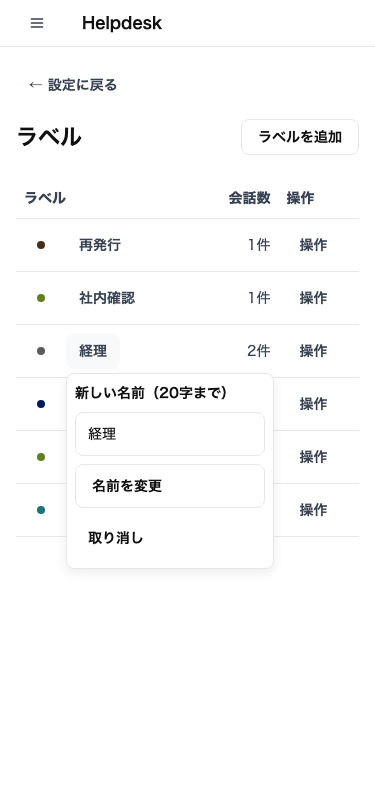 Helpdesk
← 設定に戻る
ラベル
ラベルを追加
ラベル 会話数 操作
再発行 1件 操作
社内確認 1件 操作
経理 2件 操作
新しい名前（20字まで）
操作
経理
操作
名前を変更
操作
取り消し